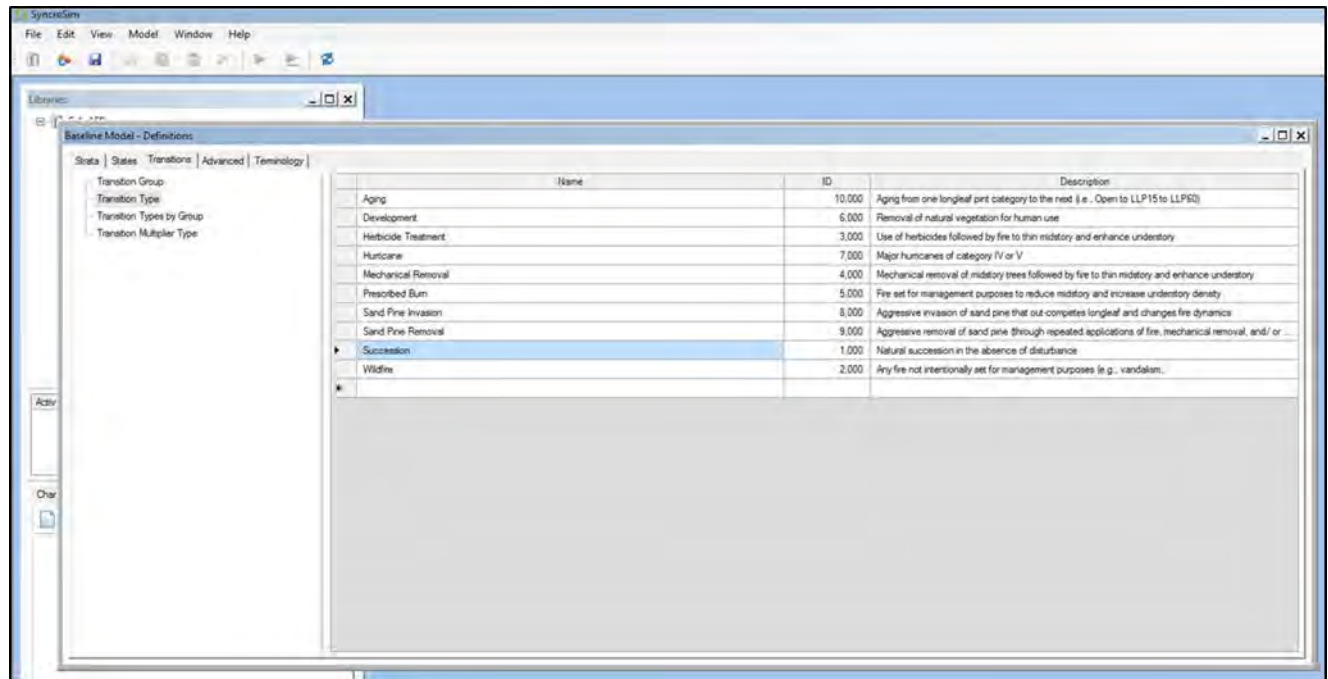 SyncroSim
File Edit View Model Window Help
Libraries
Baseline Model - Definitions
Strata States Transitions Advanced Terminology
Transition Group
Transition Type
Transition Types by Group
Transition Multiplier Type
Name ID Description
Aging 10,000 Aging from one longleaf pint category to the next (i.e., Open to LLP15 to LLP60)
Development 6,000 Removal of natural vegetation for human use
Herbicide Treatment 3,000 Use of herbicides followed by fire to thin midstory and enhance understory
Hurricane 7,000 Major hurricanes of category IV or V
Mechanical Removal 4,000 Mechanical removal of midstory trees followed by fire to thin midstory and enhance understory
Prescribed Burn 5,000 Fire set for management purposes to reduce midstory and increase understory density
Sand Pine Invasion 8,000 Aggressive invasion of sand pine that out-competes longleaf and changes fire dynamics
Sand Pine Removal 9,000 Aggressive removal of sand pine (through repeated applications of fire, mechanical removal, and/ or ...
Succession 1,000 Natural succession in the absence of disturbance
Wildfire 2,000 Any fire not intentionally set for management purposes (e.g., vandalism,
Activ
Char